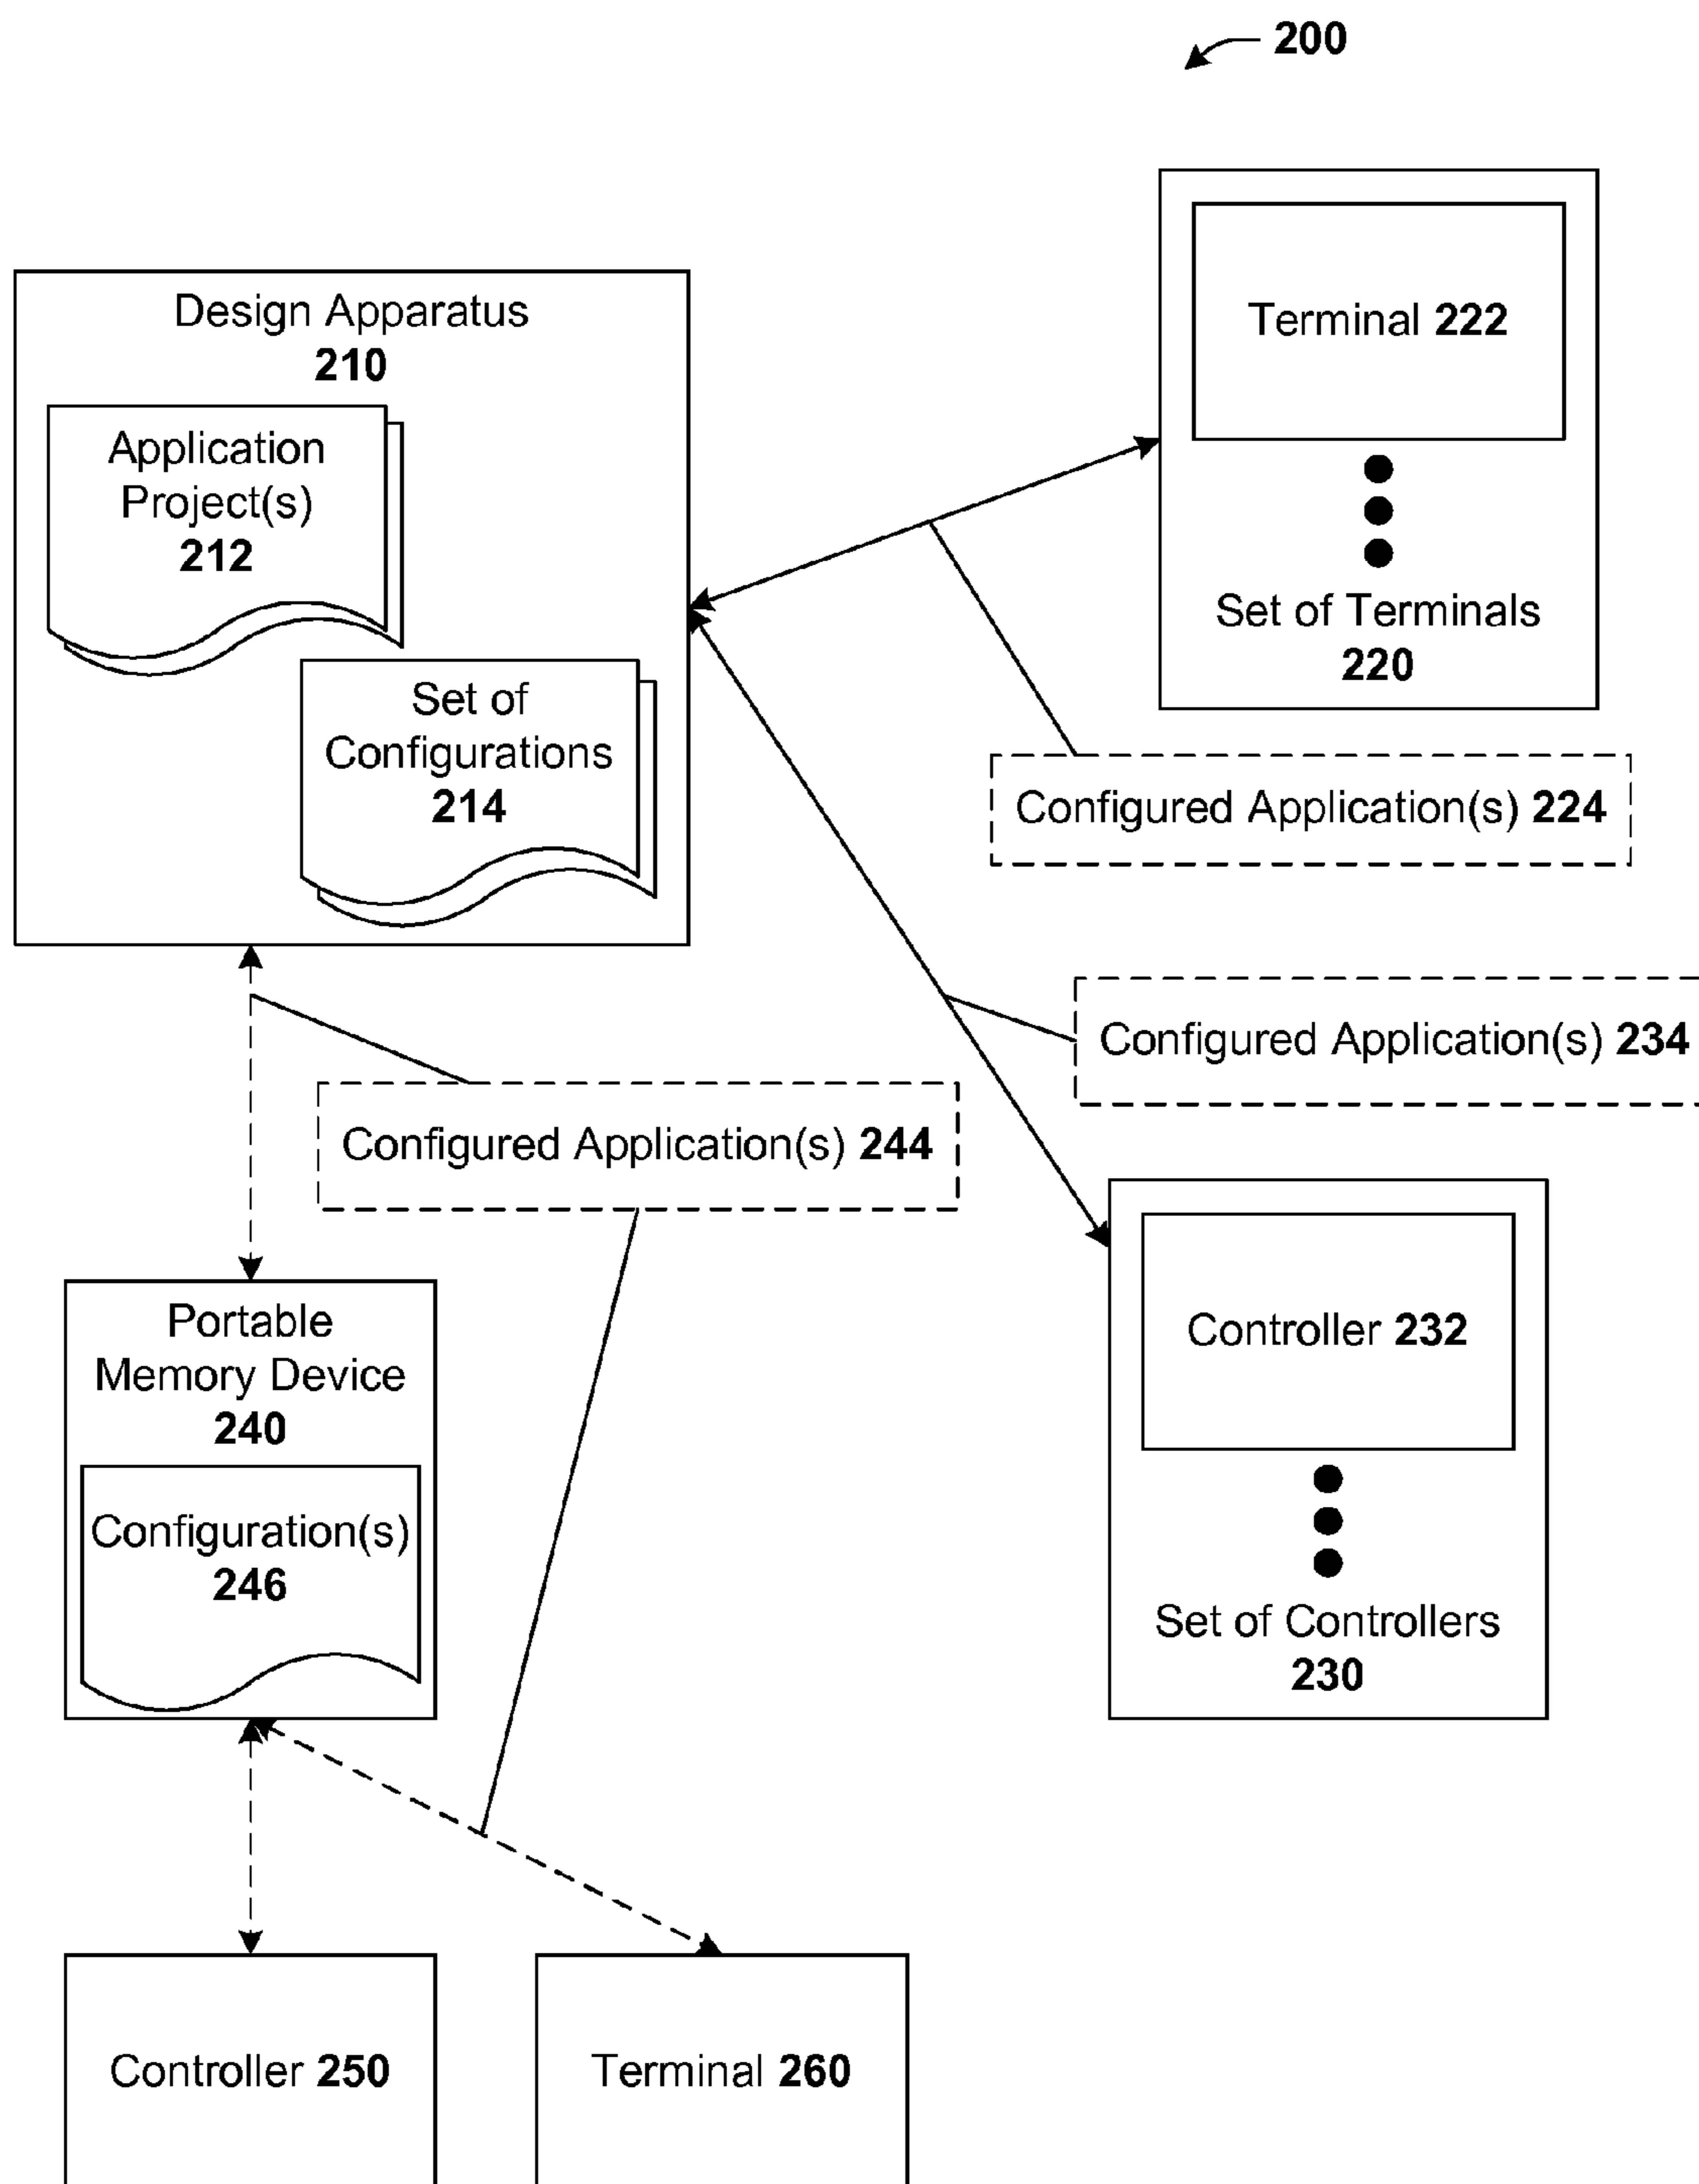 200
Design Apparatus
210
Application
Project(s)
212
Set of
Configurations
214
Terminal 222
Set of Terminals
220
Configured Application(s) 224
Configured Application(s) 234
Configured Application(s) 244
Controller 232
Set of Controllers
230
Portable
Memory Device
240
Configuration(s)
246
Controller 250
Terminal 260